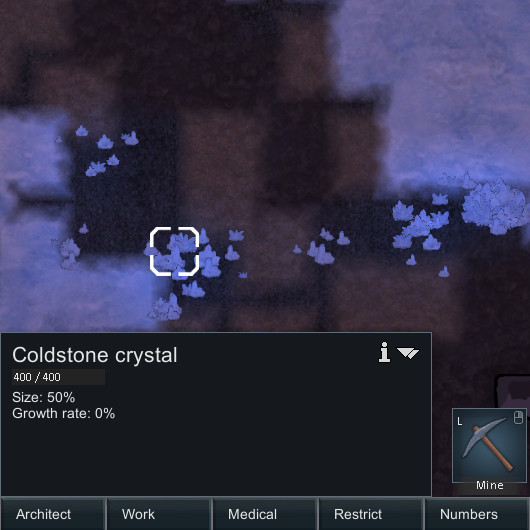 Coldstone crystal
400 / 400
Size: 50%
Growth rate: 0%
L
Mine
Architect
Work
Medical
Restrict
Numbers